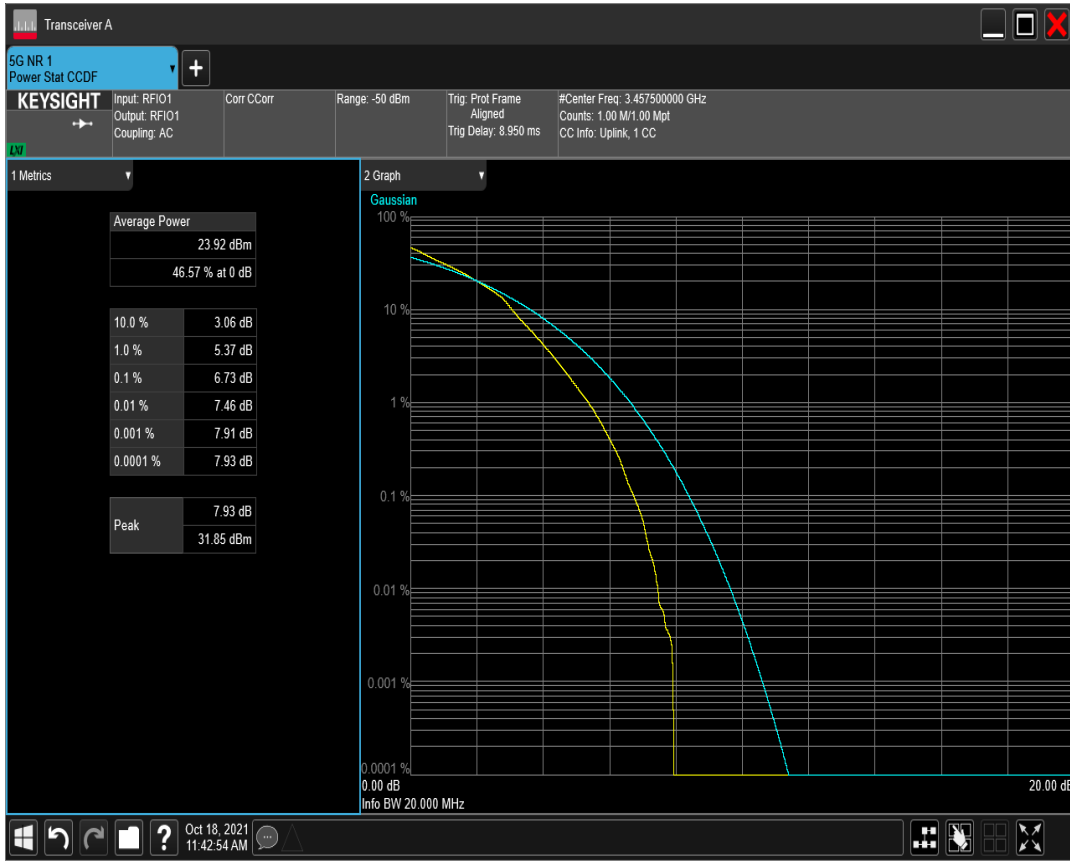 Transceiver A
5G NR 1
Power Stat CCDF
KEYSIGHT
LXI
Input: RFIO1
Output: RFIO1
Coupling: AC
Corr CCorr
Range: -50 dBm
Trig: Prot Frame
Aligned
Trig Delay: 8.950 ms
#Center Freq: 3.457500000 GHz
Counts: 1.00 M/1.00 Mpt
CC Info: Uplink, 1 CC
1 Metrics
Average Power
23.92 dBm
46.57 % at 0 dB
10.0 % 3.06 dB
1.0 % 5.37 dB
0.1 % 6.73 dB
0.01 % 7.46 dB
0.001 % 7.91 dB
0.0001 % 7.93 dB
Peak
7.93 dB
31.85 dBm
2 Graph
Gaussian
100 %
10 %
1 %
0.1 %
0.01 %
0.001 %
0.0001 %
0.00 dB 20.00 dB
Info BW 20.000 MHz
Oct 18, 2021
11:42:54 AM